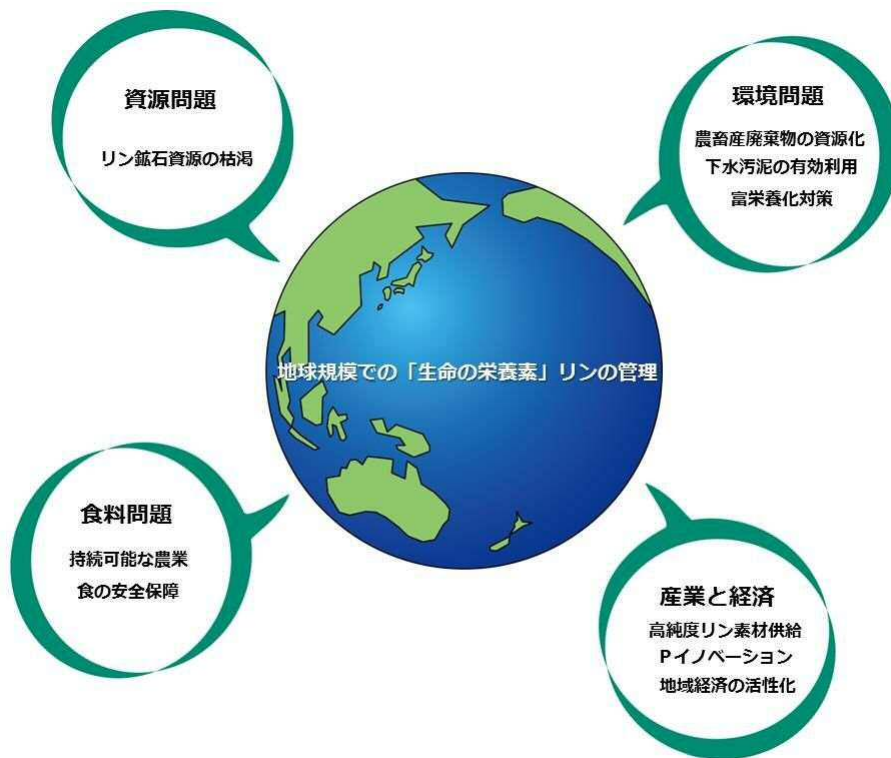 資源問題
リン鉱石資源の枯渇
環境問題
農畜産廃棄物の資源化
下水汚泥の有効利用
富栄養化対策
地球規模での「生命の栄養素」リンの管理
食料問題
持続可能な農業
食の安全保障
産業と経済
高純度リン素材供給
Pイノベーション
地域経済の活性化